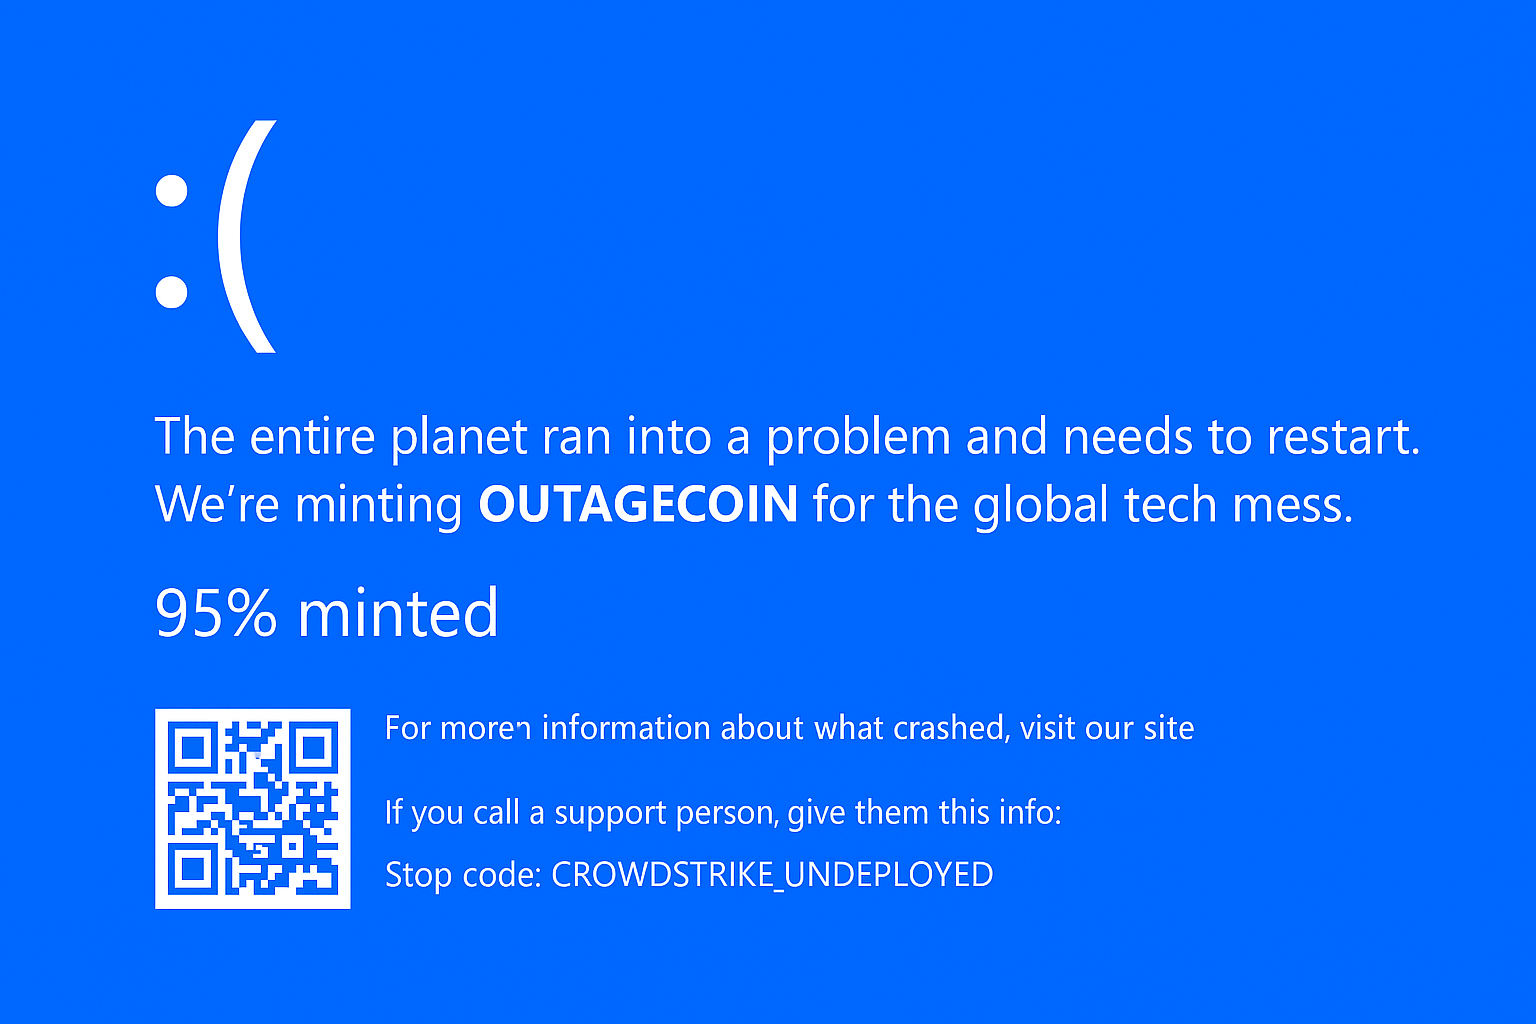 :(
The entire planet ran into a problem and needs to restart.
We’re minting OUTAGECOIN for the global tech mess.
95% minted
For moreר information about what crashed, visit our site
If you call a support person, give them this info:
Stop code: CROWDSTRIKE_UNDEPLOYED